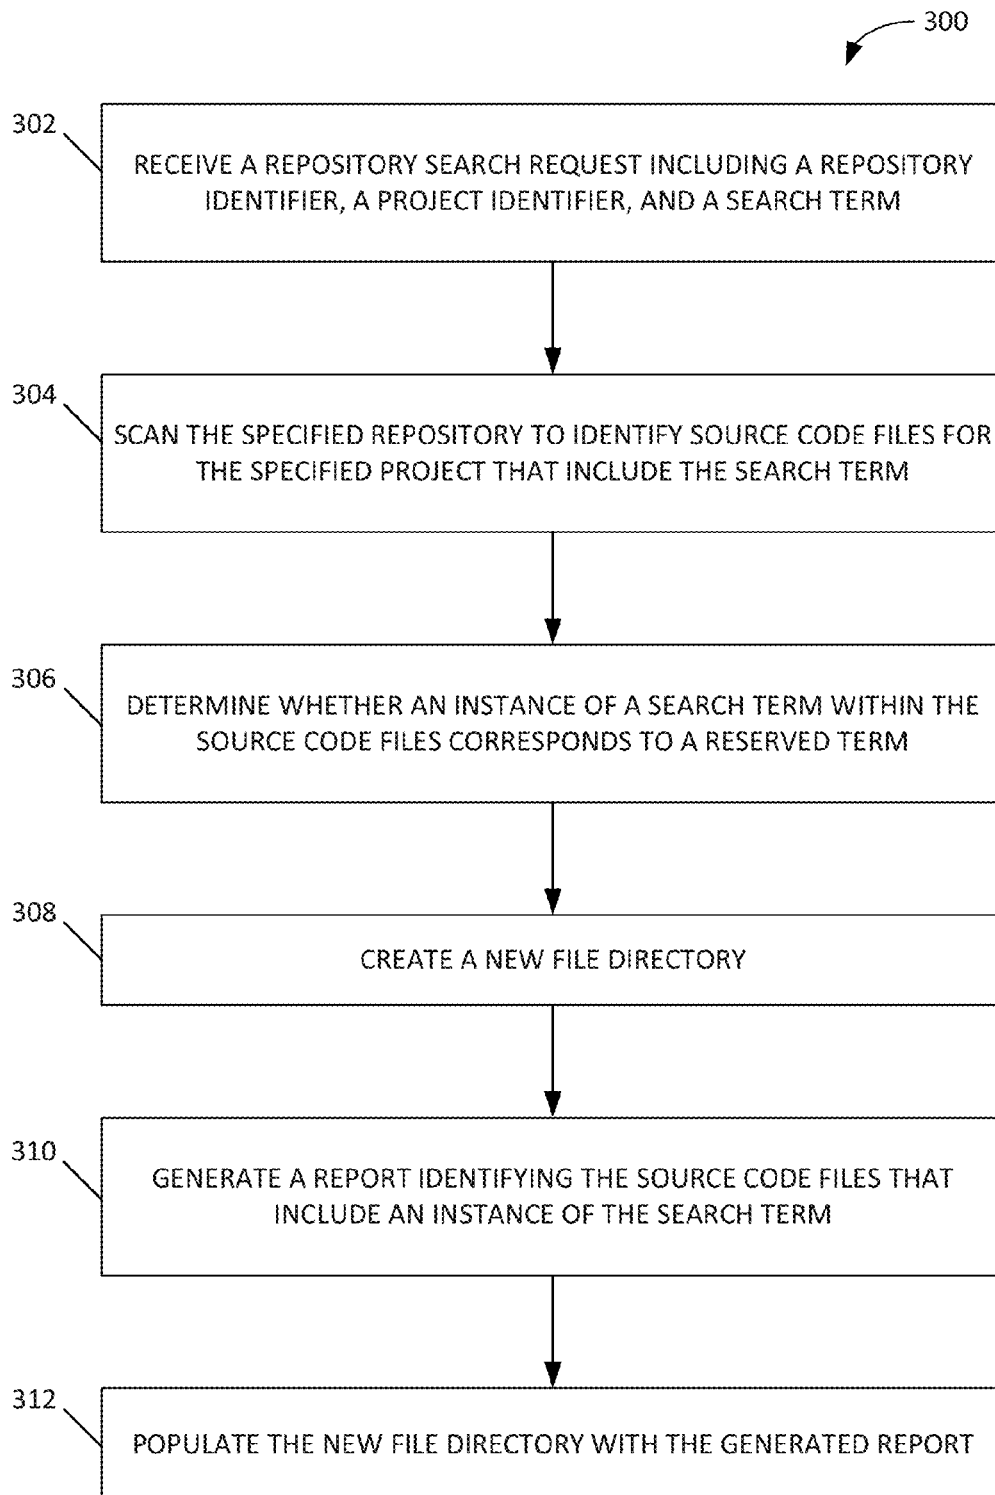 300
302
RECEIVE A REPOSITORY SEARCH REQUEST INCLUDING A REPOSITORY
IDENTIFIER, A PROJECT IDENTIFIER, AND A SEARCH TERM
304
SCAN THE SPECIFIED REPOSITORY TO IDENTIFY SOURCE CODE FILES FOR
THE SPECIFIED PROJECT THAT INCLUDE THE SEARCH TERM
306
DETERMINE WHETHER AN INSTANCE OF A SEARCH TERM WITHIN THE
SOURCE CODE FILES CORRESPONDS TO A RESERVED TERM
308
CREATE A NEW FILE DIRECTORY
310
GENERATE A REPORT IDENTIFYING THE SOURCE CODE FILES THAT
INCLUDE AN INSTANCE OF THE SEARCH TERM
312
POPULATE THE NEW FILE DIRECTORY WITH THE GENERATED REPORT